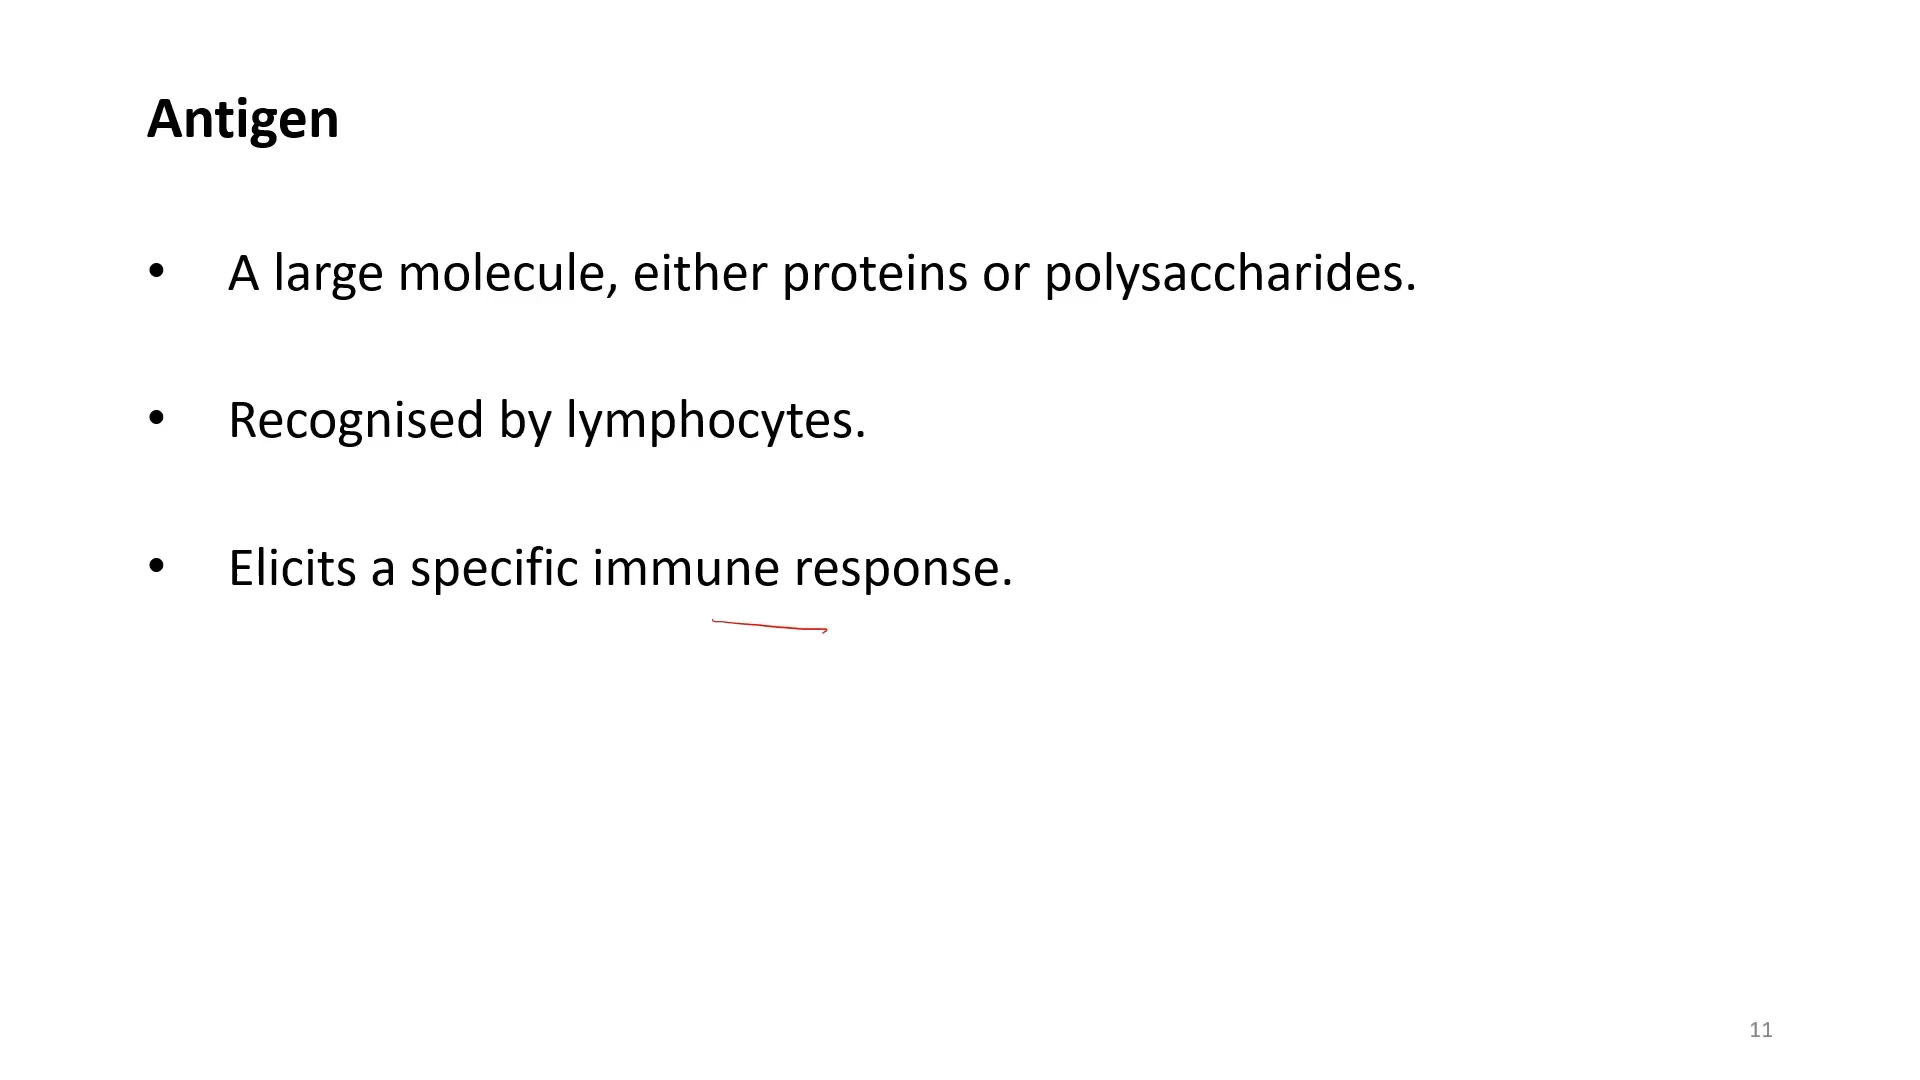 Antigen
• A large molecule, either proteins or polysaccharides.
• Recognised by lymphocytes.
• Elicits a specific immune response.
11